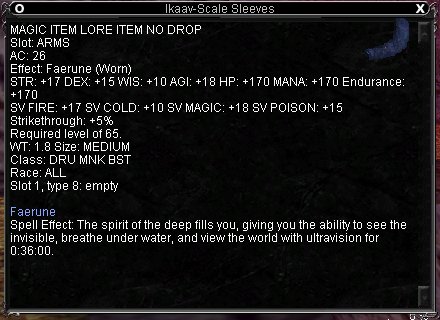 O Ikaav-Scale Sleeves X
MAGIC ITEM LORE ITEM NO DROP
Slot: ARMS
AC: 26
Effect: Faerune (Worn)
STR: +17 DEX: +15 WIS: +10 AGI: +18 HP: +170 MANA: +170 Endurance:
+170
SV FIRE: +17 SV COLD: +10 SV MAGIC: +18 SV POISON: +15
Strikethrough: +5%
Required level of 65.
WT: 1.8 Size: MEDIUM
Class: DRU MNK BST
Race: ALL
Slot 1, type 8: empty
Faerune
Spell Effect: The spirit of the deep fills you, giving you the ability to see the
invisible, breathe under water, and view the world with ultravision for
0:36:00.